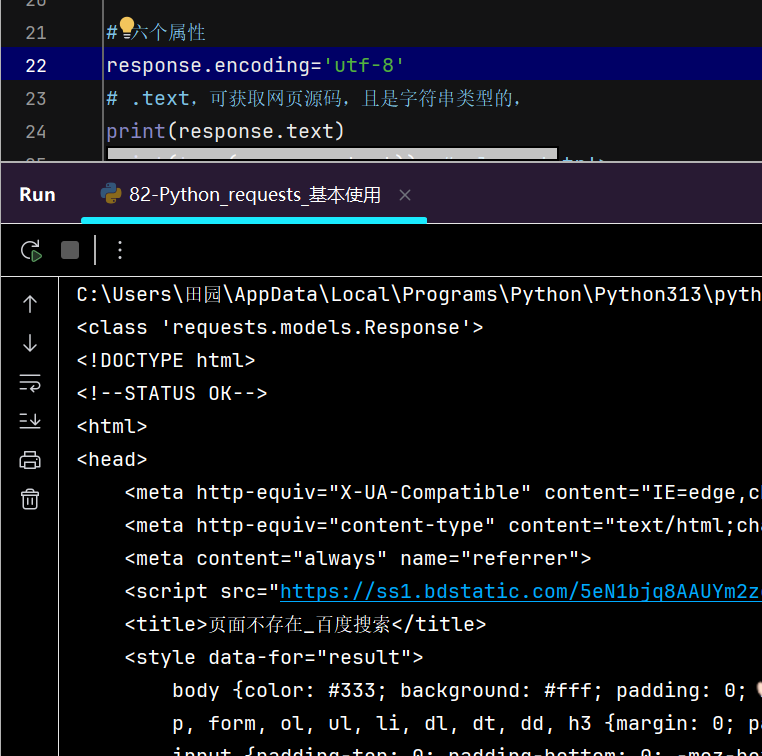 21 # 六个属性
22 response.encoding='utf-8'
23 # .text，可获取网页源码，且是字符串类型的，
24 print(response.text)
Run 82-Python_requests_基本使用
C:\Users\田园\AppData\Local\Programs\Python\Python313\pyth
<class 'requests.models.Response'>
<!DOCTYPE html>
<!--STATUS OK-->
<html>
<head>
<meta http-equiv="X-UA-Compatible" content="IE=edge,c
<meta http-equiv="content-type" content="text/html;cha
<meta content="always" name="referrer">
<script src="https://ss1.bdstatic.com/5eN1bjq8AAUYm2z
<title>页面不存在_百度搜索</title>
<style data-for="result">
body {color: #333; background: #fff; padding: 0;
p, form, ol, ul, li, dl, dt, dd, h3 {margin: 0; pa